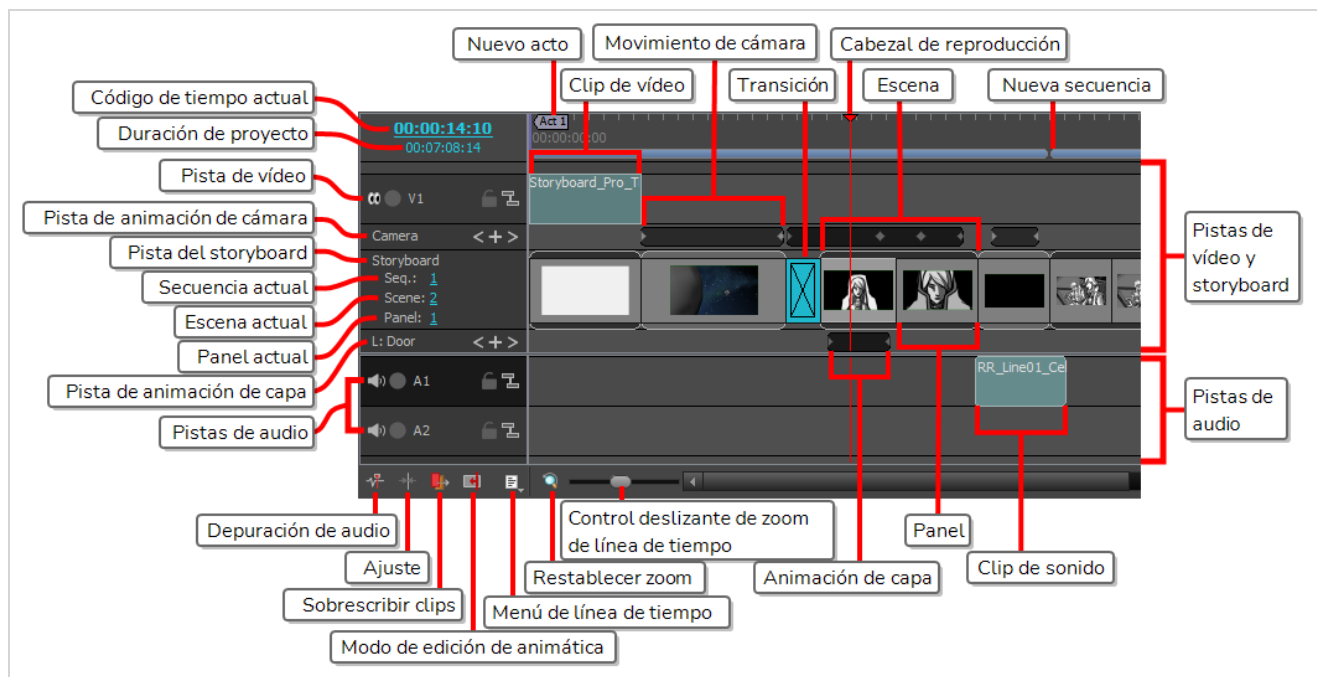 Nuevo acto
Movimiento de cámara
Cabezal de reproducción
Clip de vídeo
Transición
Escena
Nueva secuencia
Código de tiempo actual
Duración de proyecto
Pista de vídeo
Pista de animación de cámara
Pista del storyboard
Secuencia actual
Escena actual
Panel actual
Pista de animación de capa
Pistas de audio
00:00:14:10
00:07:08:14
Act 1
00:00:00:00
V1
Storyboard_Pro_T
Camera
< + >
Storyboard
Seq.: 1
Scene: 2
Panel: 1
L: Door
< + >
A1
RR_Line01_Cel
A2
Pistas de
vídeo y
storyboard
Pistas de
audio
Depuración de audio
Ajuste
Sobrescribir clips
Modo de edición de animática
Menú de línea de tiempo
Restablecer zoom
Control deslizante de zoom
de línea de tiempo
Animación de capa
Panel
Clip de sonido